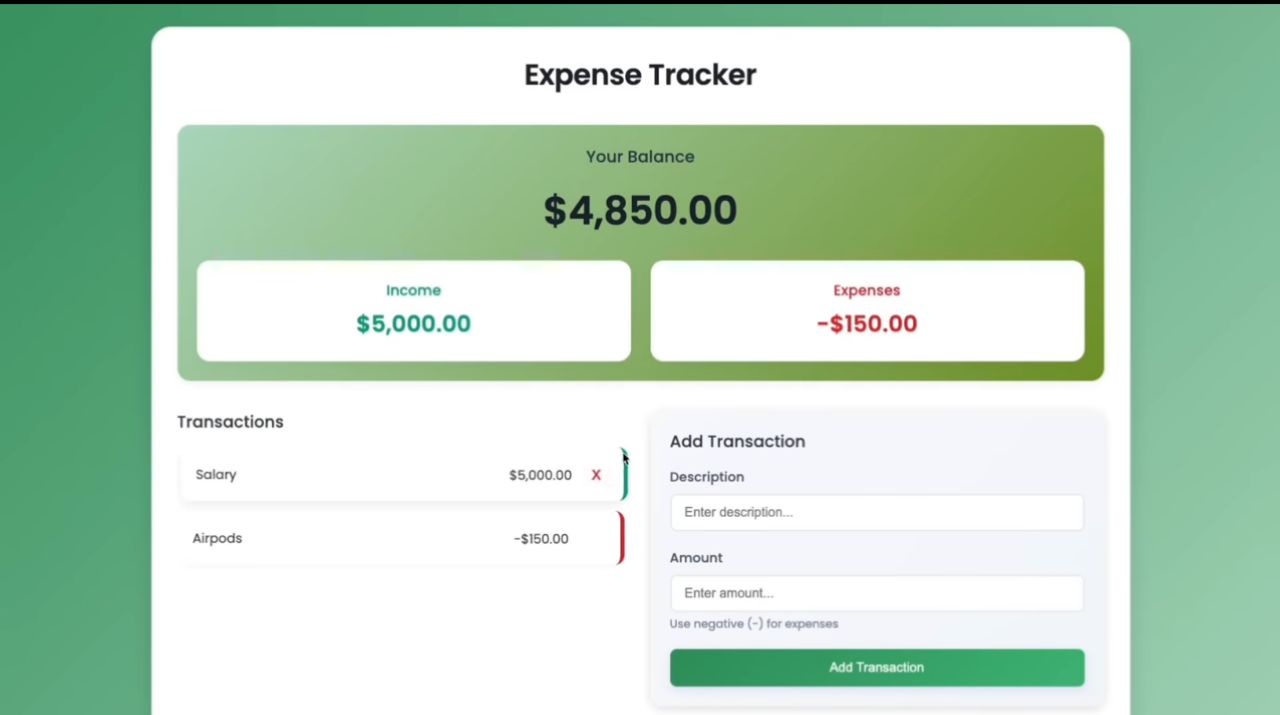 Expense Tracker
Your Balance
$4,850.00
Income
$5,000.00
Expenses
-$150.00
Transactions
Salary $5,000.00 X
Airpods -$150.00
Add Transaction
Description
Enter description...
Amount
Enter amount...
Use negative (-) for expenses
Add Transaction